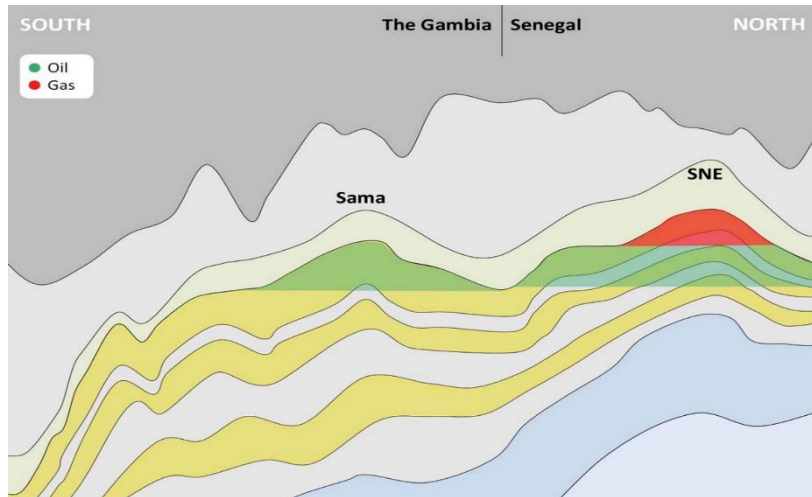 SOUTH
The Gambia
Senegal
NORTH
Oil
Gas
Sama
SNE